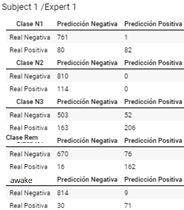 Subject 1 /Expert 1
Clase N1 Predicción Negativa Predicción Positiva
Real Negativa 761 1
Real Positiva 80 82
Clase N2 Predicción Negativa Predicción Positiva
Real Negativa 810 0
Real Positiva 114 0
Clase N3 Predicción Negativa Predicción Positiva
Real Negativa 503 52
Real Positiva 163 206
Clase Rem Predicción Negativa Predicción Positiva
Real Negativa 670 76
Real Positiva 16 162
awake Predicción Negativa Predicción Positiva
Real Negativa 814 9
Real Positiva 30 71